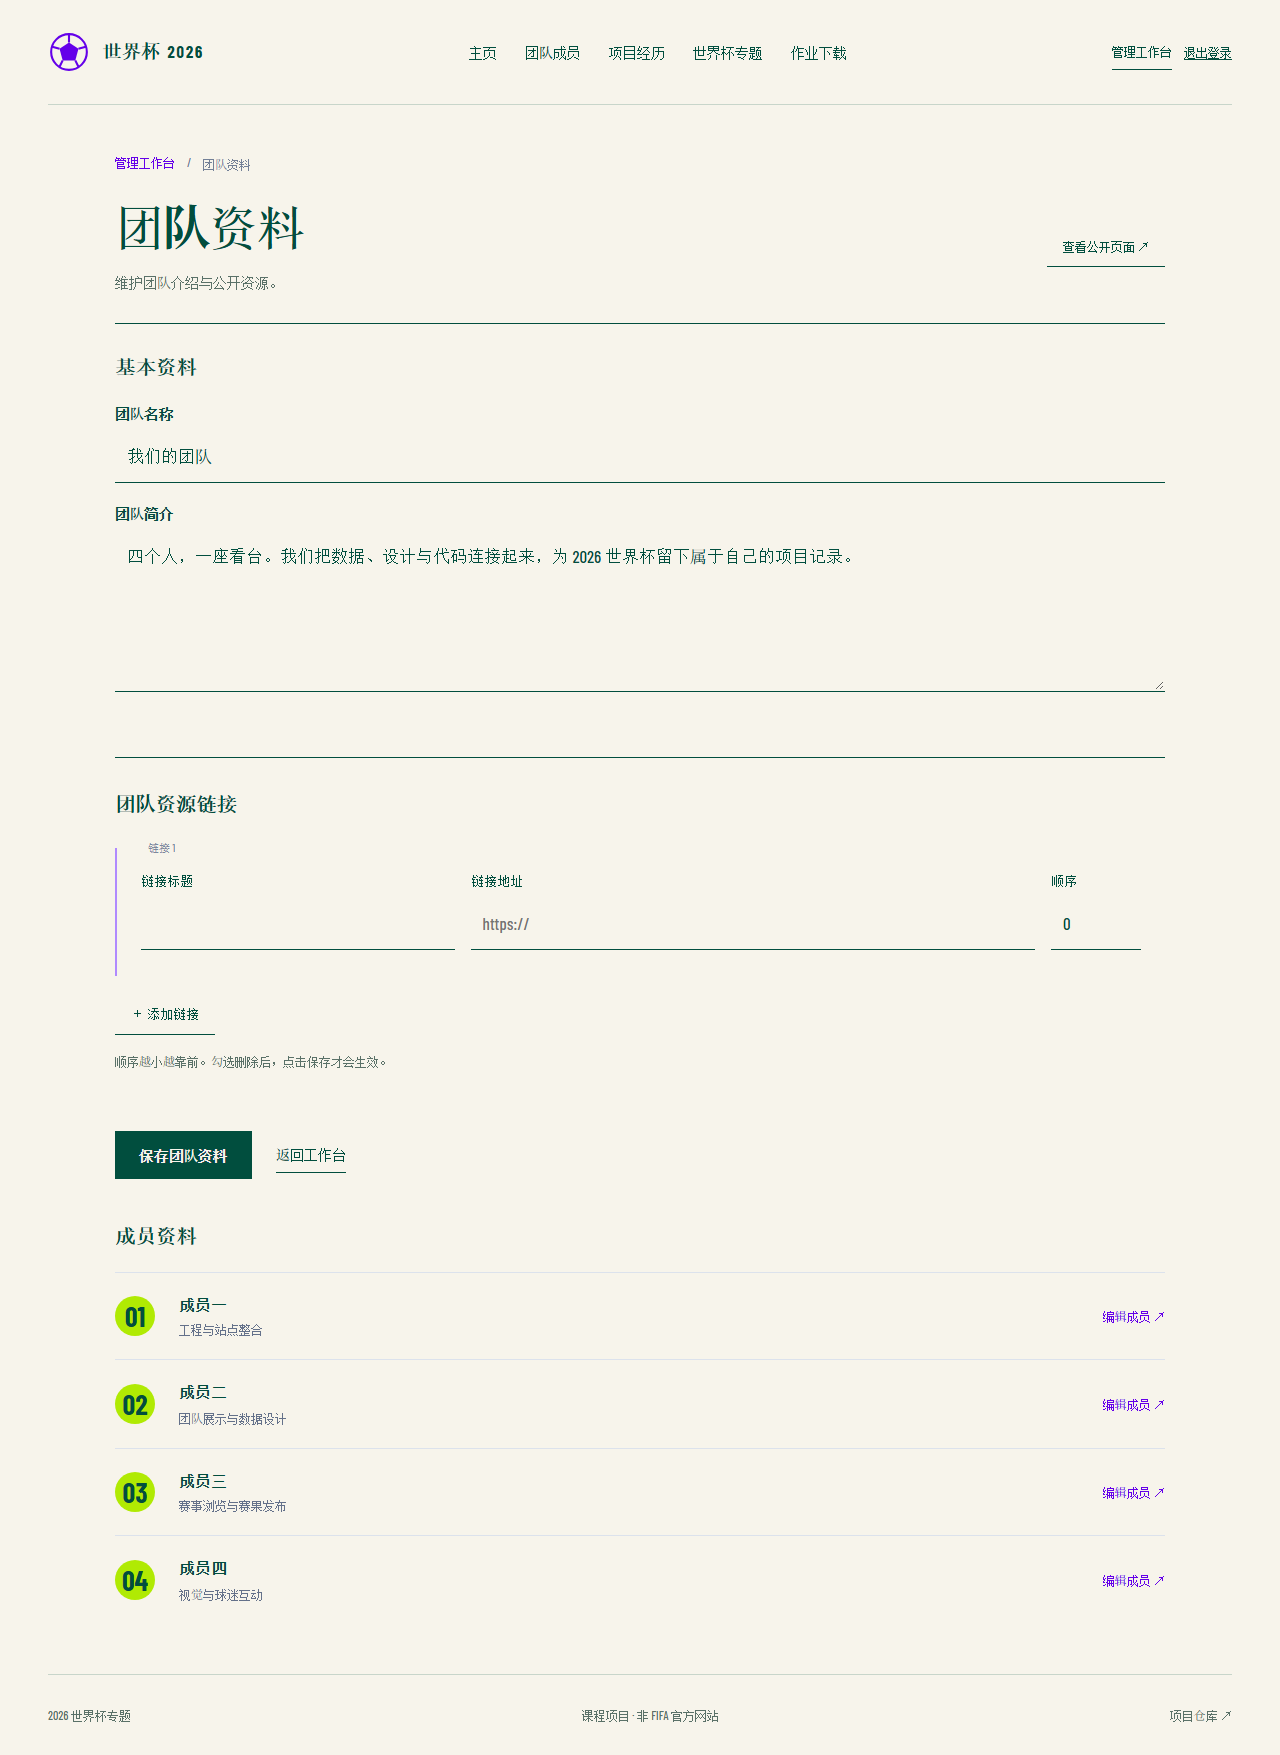 世界杯 2026
主页 团队成员 项目经历 世界杯专题 作业下载
管理工作台 退出登录
管理工作台 / 团队资料
团队资料
查看公开页面 ↗
维护团队介绍与公开资源。
基本资料
团队名称
我们的团队
团队简介
四个人，一座看台。我们把数据、设计与代码连接起来，为 2026 世界杯留下属于自己的项目记录。
团队资源链接
链接 1
链接标题 链接地址 顺序
https:// 0
+ 添加链接
顺序越小越靠前。勾选删除后，点击保存才会生效。
保存团队资料 返回工作台
成员资料
01 成员一 编辑成员 ↗
工程与站点整合
02 成员二 编辑成员 ↗
团队展示与数据设计
03 成员三 编辑成员 ↗
赛事浏览与赛果发布
04 成员四 编辑成员 ↗
视觉与球迷互动
2026 世界杯专题 课程项目 · 非 FIFA 官方网站 项目仓库 ↗